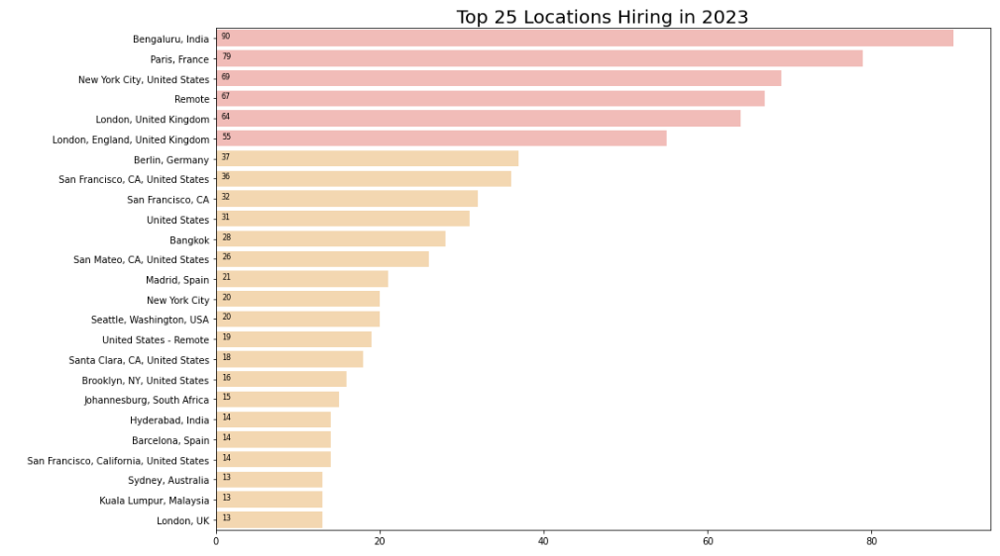 Top 25 Locations Hiring in 2023
Bengaluru, India 90
Paris, France 79
New York City, United States 69
Remote 67
London, United Kingdom 64
London, England, United Kingdom 55
Berlin, Germany 37
San Francisco, CA, United States 36
San Francisco, CA 32
United States 31
Bangkok 28
San Mateo, CA, United States 26
Madrid, Spain 21
New York City 20
Seattle, Washington, USA 20
United States - Remote 19
Santa Clara, CA, United States 18
Brooklyn, NY, United States 16
Johannesburg, South Africa 15
Hyderabad, India 14
Barcelona, Spain 14
San Francisco, California, United States 14
Sydney, Australia 13
Kuala Lumpur, Malaysia 13
London, UK 13
0 20 40 60 80